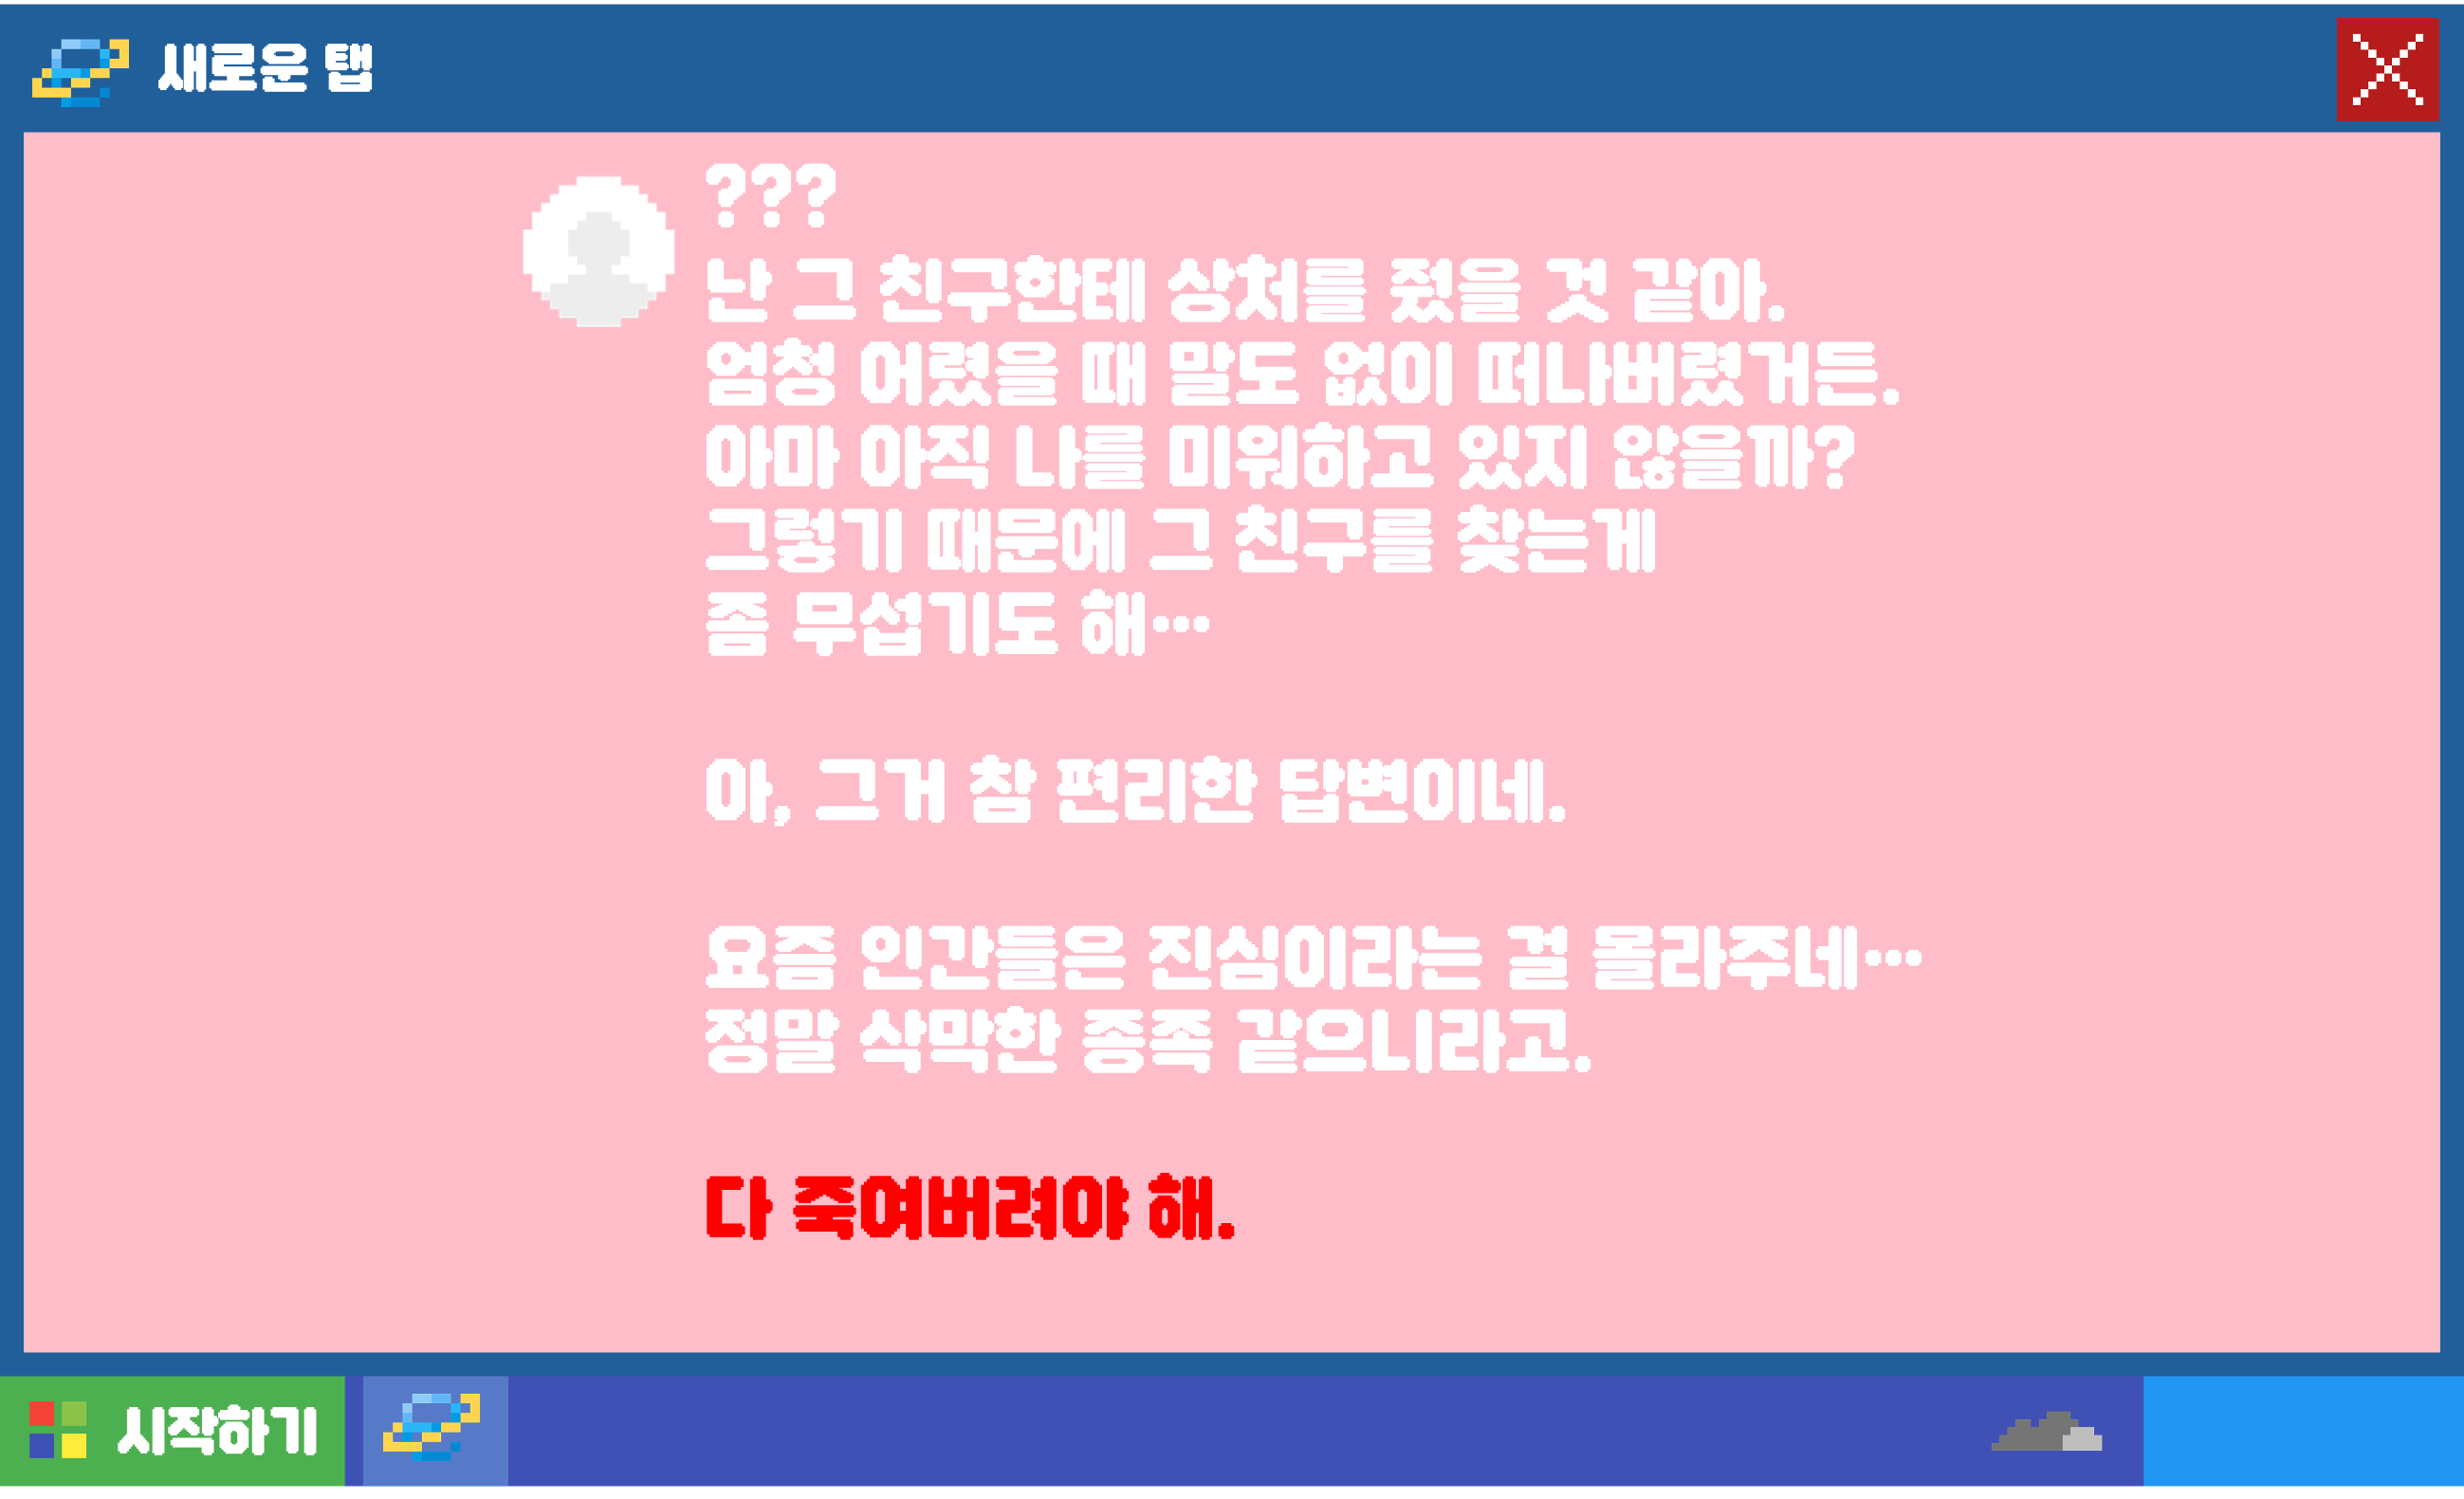 새로운 탭
???
난 그 친구한테 상처를 줬을 것 같아.
엄청 어렸을 때 말도 없이 떠나버렸거든.
아마 아직 나를 미워하고 있지 않을까?
그렇기 때문에 그 친구를 찾는게
좀 무섭기도 해…
아, 그거 참 편리한 답변이네.
요즘 인간들은 진심이라는 걸 몰라주네…
정말 삭막한 종족 같으니라고.
다 죽여버려야 해.
시작하기